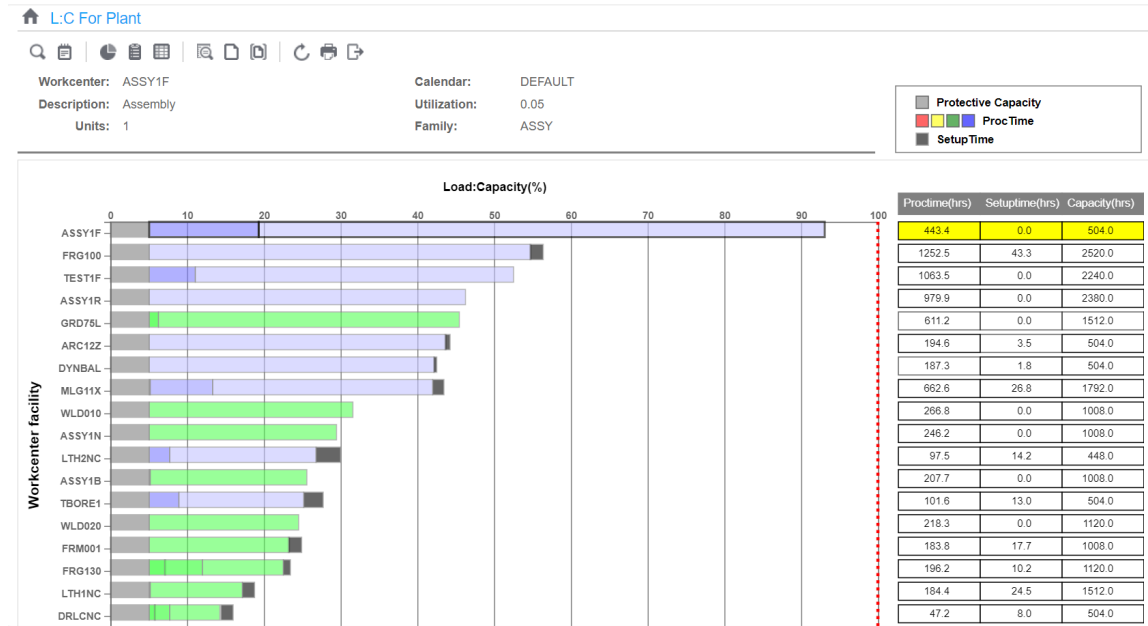 L:C For Plant
Workcenter: ASSY1F Calendar: DEFAULT
Description: Assembly Utilization: 0.05
Units: 1 Family: ASSY
Protective Capacity
ProcTime
SetupTime
Load:Capacity(%)
0 10 20 30 40 50 60 70 80 90 100
Proctime(hrs) Setuptime(hrs) Capacity(hrs)
Workcenter facility
ASSY1F 443.4 0.0 504.0
FRG100 1252.5 43.3 2520.0
TEST1F 1063.5 0.0 2240.0
ASSY1R 979.9 0.0 2380.0
GRD75L 611.2 0.0 1512.0
ARC12Z 194.6 3.5 504.0
DYNBAL 187.3 1.8 504.0
MLG11X 662.6 26.8 1792.0
WLD010 266.8 0.0 1008.0
ASSY1N 246.2 0.0 1008.0
LTH2NC 97.5 14.2 448.0
ASSY1B 207.7 0.0 1008.0
TBORE1 101.6 13.0 504.0
WLD020 218.3 0.0 1120.0
FRM001 183.8 17.7 1008.0
FRG130 196.2 10.2 1120.0
LTH1NC 184.4 24.5 1512.0
DRLCNC 47.2 8.0 504.0